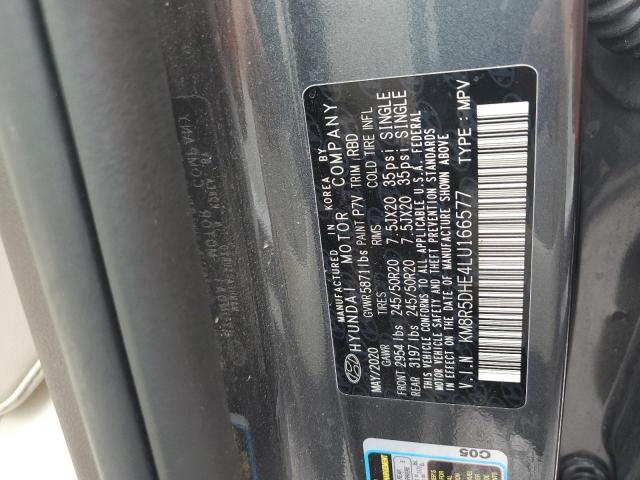 MANUFACTURED IN KOREA BY
HYUNDAI MOTOR COMPANY
MAY/2020 GVWR 5871 lbs PAINT P7V TRIM /RBD
GAWR TIRES RIMS COLD TIRE INFL
FRONT 2954 lbs 245/50R20 7.5JX20 35psi SINGLE
REAR 3197 lbs 245/50R20 7.5JX20 35psi SINGLE
THIS VEHICLE COMPLIES WITH ALL APPLICABLE U.S.A. FEDERAL
MOTOR VEHICLE SAFETY AND THEFT PREVENTION STANDARDS
IN EFFECT ON THE DATE OF MANUFACTURE SHOWN ABOVE
V.I.N: KM8R5DHE4LU166577 TYPE : MPV
C05